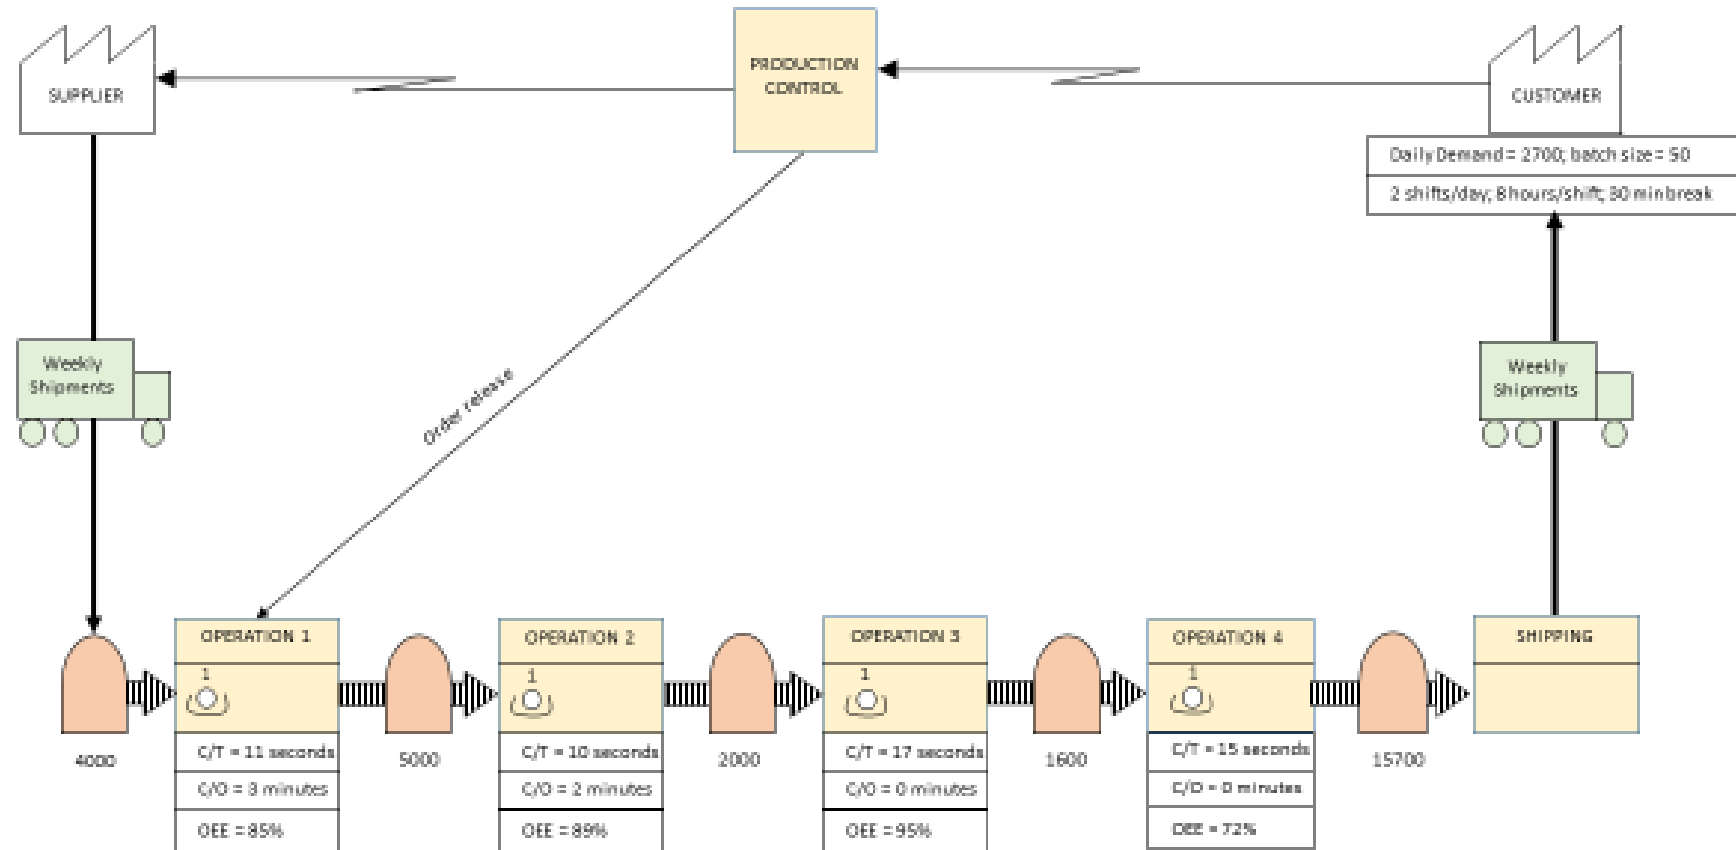 PRODUCTION
CONTROL
SUPPLIER
CUSTOMER
Daily Demand = 2700; batch size = 50
2 shifts/day; 8 hours/shift; 30 min break
Weekly
Shipments
Weekly
Shipments
Order release
OPERATION 1
OPERATION 2
OPERATION 3
OPERATION 4
SHIPPING
1
1
1
1
4000
C/T = 11 seconds
C/O = 3 minutes
OEE = 85%
5000
C/T = 10 seconds
C/O = 2 minutes
OEE = 89%
2000
C/T = 17 seconds
C/O = 0 minutes
OEE = 95%
1600
C/T = 15 seconds
C/O = 0 minutes
OEE = 72%
15700